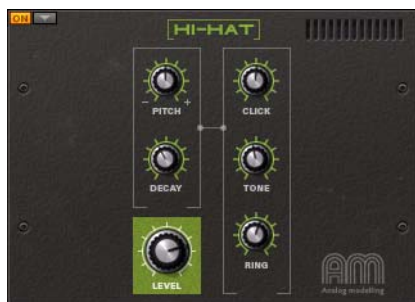 ON
HI-HAT
PITCH
- +
CLICK
DECAY
TONE
LEVEL
RING
AM
Analog modelling